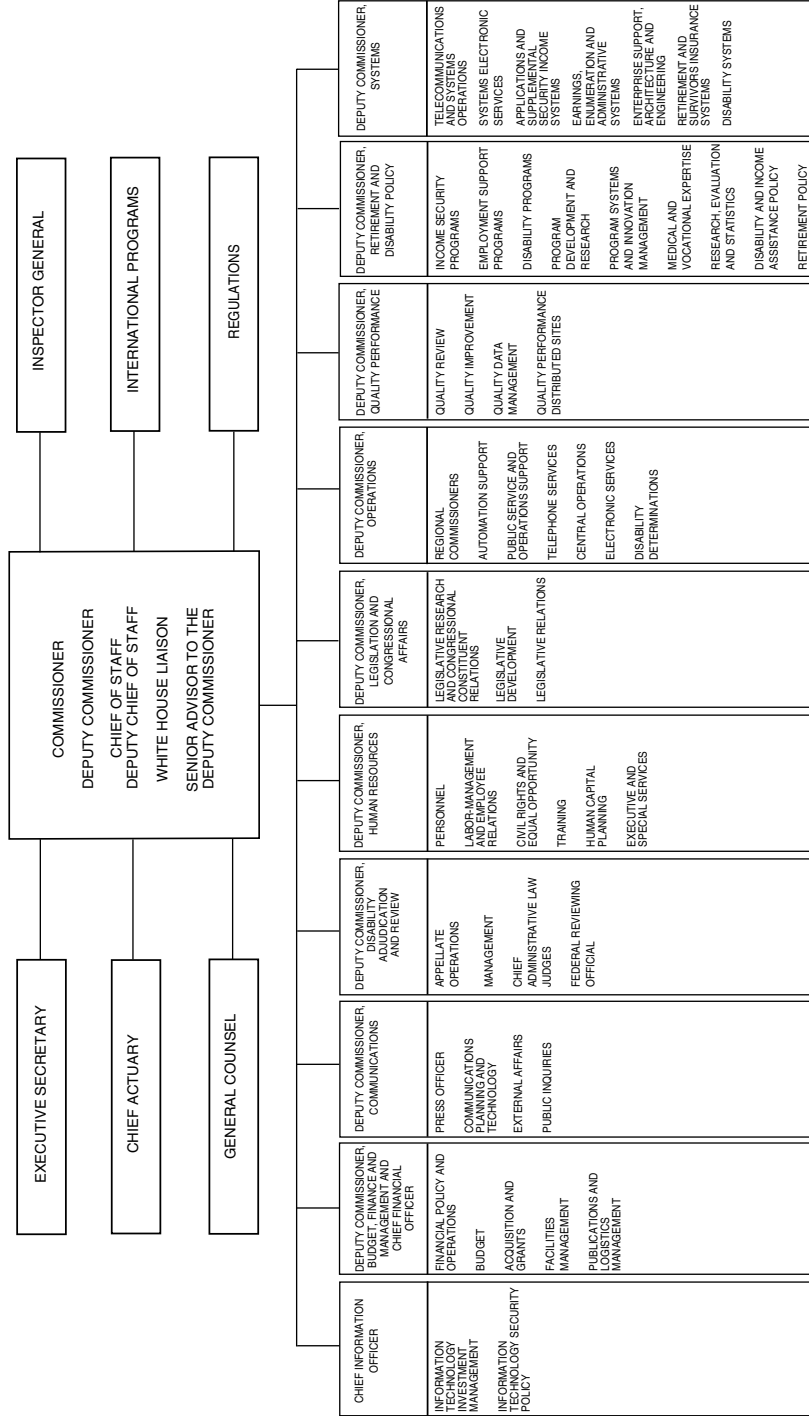 EXECUTIVE SECRETARY
CHIEF ACTUARY
GENERAL COUNSEL
COMMISSIONER
DEPUTY COMMISSIONER
CHIEF OF STAFF
DEPUTY CHIEF OF STAFF
WHITE HOUSE LIAISON
SENIOR ADVISOR TO THE
DEPUTY COMMISSIONER
INSPECTOR GENERAL
INTERNATIONAL PROGRAMS
REGULATIONS
CHIEF INFORMATION
OFFICER
INFORMATION
TECHNOLOGY
INVESTMENT
MANAGEMENT
INFORMATION
TECHNOLOGY SECURITY
POLICY
DEPUTY COMMISSIONER,
BUDGET, FINANCE AND
MANAGEMENT AND
CHIEF FINANCIAL
OFFICER
FINANCIAL POLICY AND
OPERATIONS
BUDGET
ACQUISITION AND
GRANTS
FACILITIES
MANAGEMENT
PUBLICATIONS AND
LOGISTICS
MANAGEMENT
DEPUTY COMMISSIONER,
COMMUNICATIONS
PRESS OFFICER
COMMUNICATIONS
PLANNING AND
TECHNOLOGY
EXTERNAL AFFAIRS
PUBLIC INQUIRIES
DEPUTY COMMISSIONER,
DISABILITY
ADJUDICATION
AND REVIEW
APPELLATE
OPERATIONS
MANAGEMENT
CHIEF
ADMINISTRATIVE LAW
JUDGES
FEDERAL REVIEWING
OFFICIAL
DEPUTY COMMISSIONER,
HUMAN RESOURCES
PERSONNEL
LABOR-MANAGEMENT
AND EMPLOYEE
RELATIONS
CIVIL RIGHTS AND
EQUAL OPPORTUNITY
TRAINING
HUMAN CAPITAL
PLANNING
EXECUTIVE AND
SPECIAL SERVICES
DEPUTY COMMISSIONER,
LEGISLATION AND
CONGRESSIONAL
AFFAIRS
LEGISLATIVE RESEARCH
AND CONGRESSIONAL
CONSTITUENT
RELATIONS
LEGISLATIVE
DEVELOPMENT
LEGISLATIVE RELATIONS
DEPUTY COMMISSIONER,
OPERATIONS
REGIONAL
COMMISSIONERS
AUTOMATION SUPPORT
PUBLIC SERVICE AND
OPERATIONS SUPPORT
TELEPHONE SERVICES
CENTRAL OPERATIONS
ELECTRONIC SERVICES
DISABILITY
DETERMINATIONS
DEPUTY COMMISSIONER,
QUALITY PERFORMANCE
QUALITY REVIEW
QUALITY IMPROVEMENT
QUALITY DATA
MANAGEMENT
QUALITY PERFORMANCE
DISTRIBUTED SITES
DEPUTY COMMISSIONER,
RETIREMENT AND
DISABILITY POLICY
INCOME SECURITY
PROGRAMS
EMPLOYMENT SUPPORT
PROGRAMS
DISABILITY PROGRAMS
PROGRAM
DEVELOPMENT AND
RESEARCH
PROGRAM SYSTEMS
AND INNOVATION
MANAGEMENT
MEDICAL AND
VOCATIONAL EXPERTISE
RESEARCH, EVALUATION
AND STATISTICS
DISABILITY AND INCOME
ASSISTANCE POLICY
RETIREMENT POLICY
DEPUTY COMMISSIONER,
SYSTEMS
TELECOMMUNICATIONS
AND SYSTEMS
OPERATIONS
SYSTEMS ELECTRONIC
SERVICES
APPLICATIONS AND
SUPPLEMENTAL
SECURITY INCOME
SYSTEMS
EARNINGS,
ENUMERATION AND
ADMINISTRATIVE
SYSTEMS
ENTERPRISE SUPPORT,
ARCHITECTURE AND
ENGINEERING
RETIREMENT AND
SURVIVORS INSURANCE
SYSTEMS
DISABILITY SYSTEMS